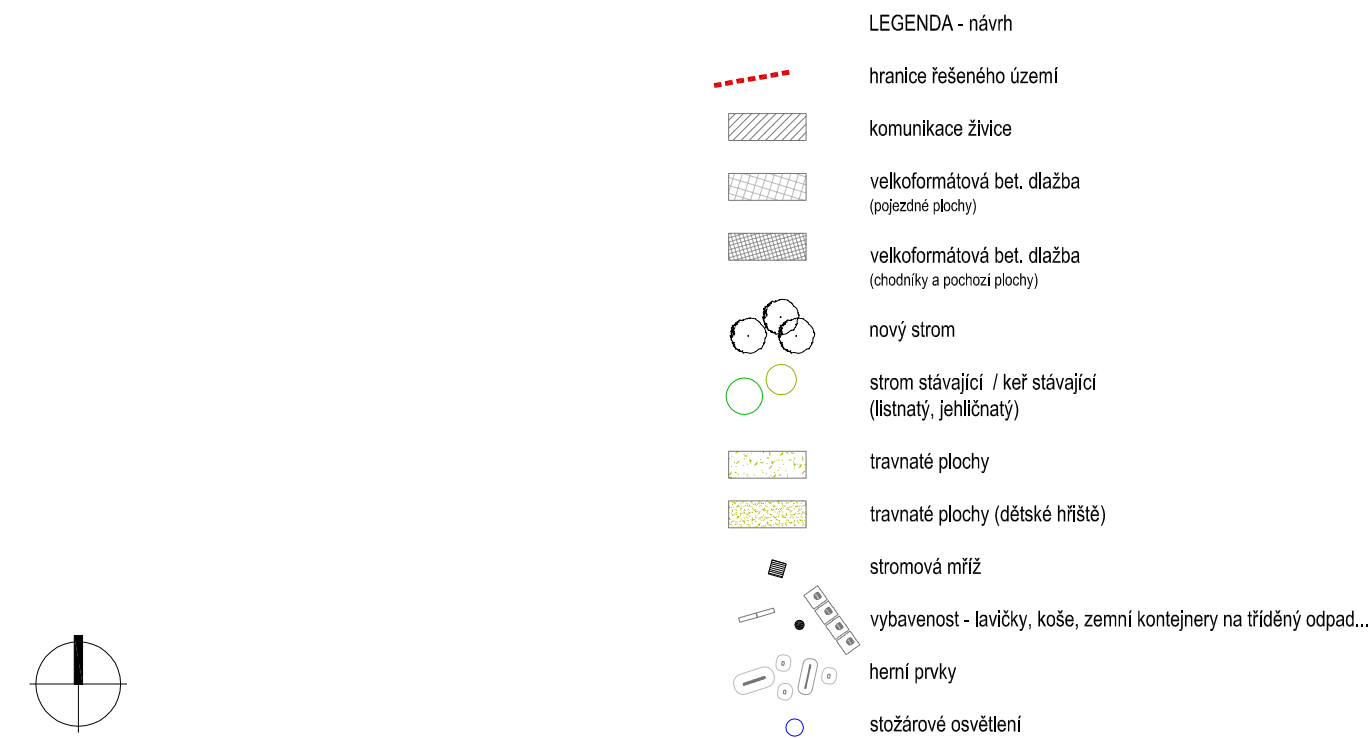 LEGENDA - návrh
hranice řešeného území
komunikace živice
velkoformátová bet. dlažba
(pojezdné plochy)
velkoformátová bet. dlažba
(chodníky a pochozí plochy)
nový strom
strom stávající / keř stávající
(listnatý, jehličnatý)
travnaté plochy
travnaté plochy (dětské hřiště)
stromová mříž
vybavenost - lavičky, koše, zemní kontejnery na tříděný odpad...
herní prvky
stožárové osvětlení